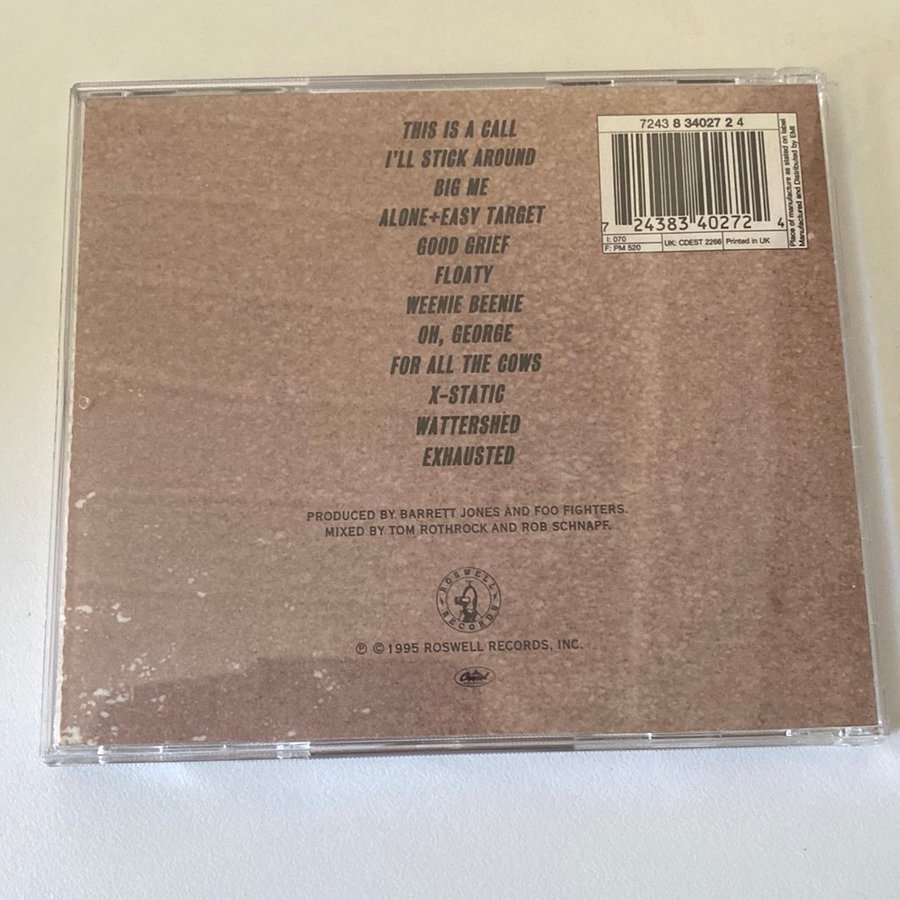 THIS IS A CALL
I'LL STICK AROUND
BIG ME
ALONE+EASY TARGET
GOOD GRIEF
FLOATY
WEENIE BEENIE
OH, GEORGE
FOR ALL THE COWS
X-STATIC
WATTERSHED
EXHAUSTED
7243 8 34027 2 4
7 24383 40272 4
I: 070
F: PM 520
UK: CDEST 2266
Printed in UK
Place of manufacture as stated on label
Manufactured and Distributed by EMI
PRODUCED BY BARRETT JONES AND FOO FIGHTERS.
MIXED BY TOM ROTHROCK AND ROB SCHNAPF.
ROSWELL
RECORDS
℗ © 1995 ROSWELL RECORDS, INC.
Capitol